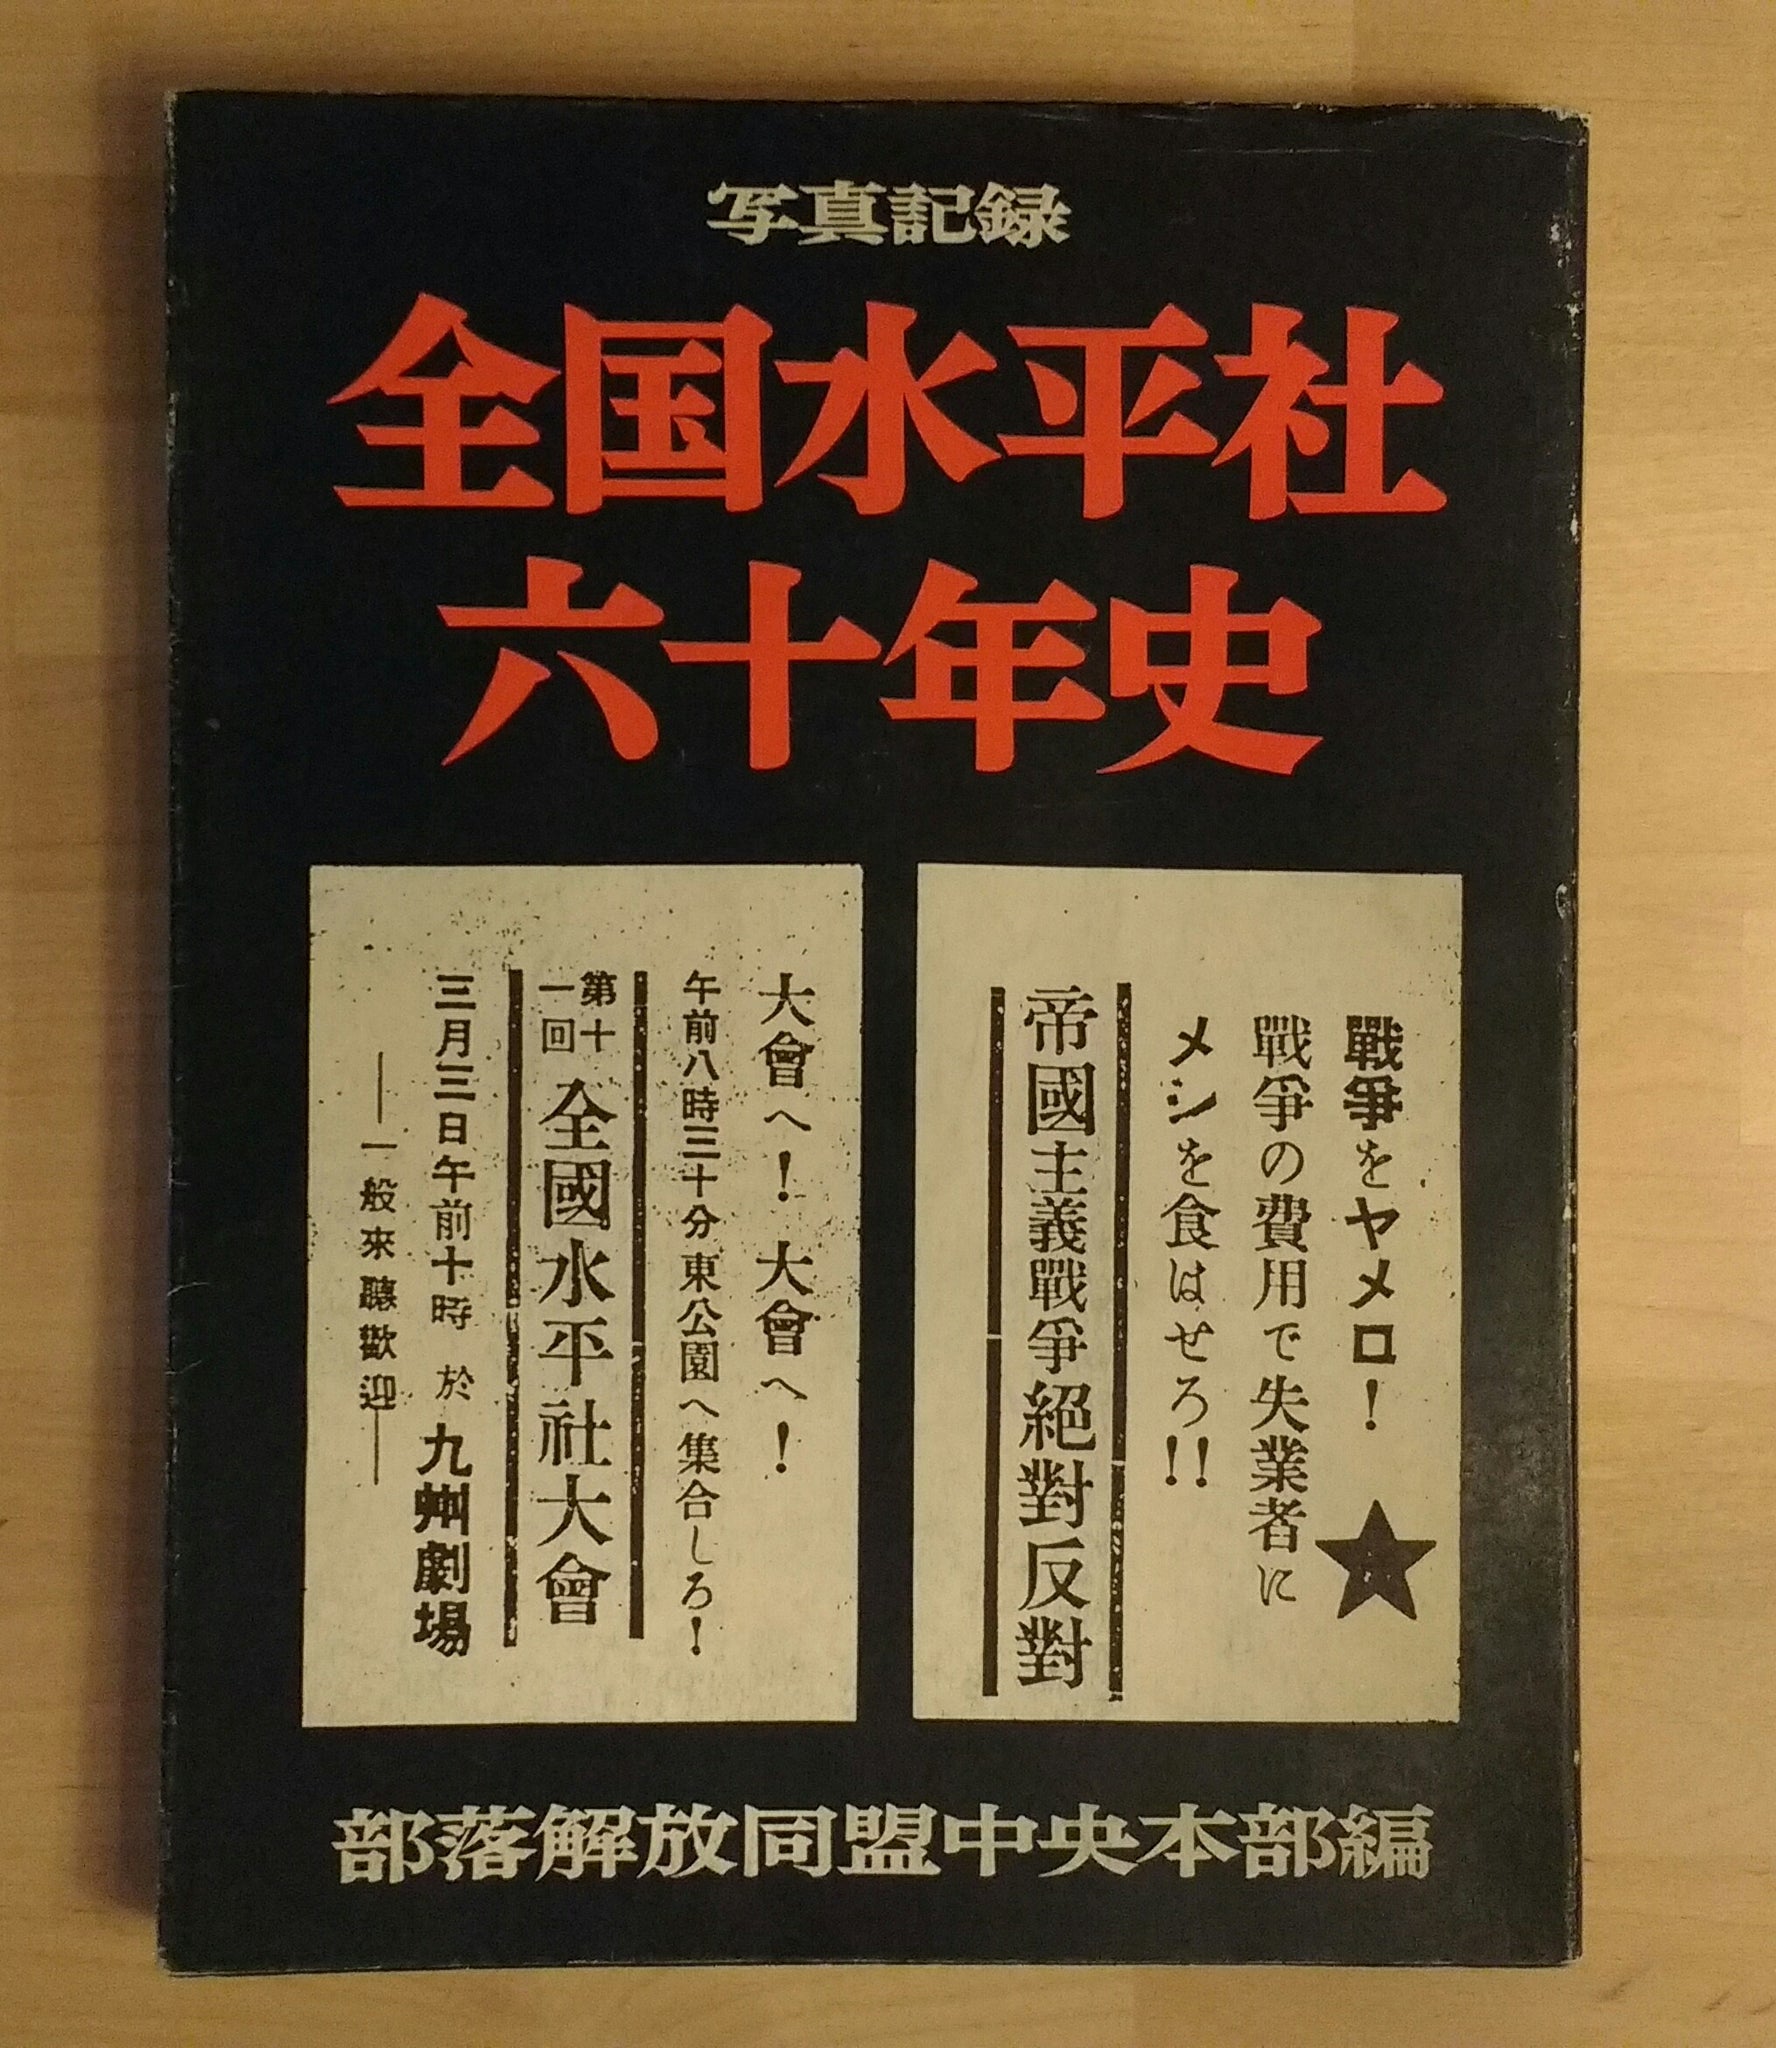 写真記録
全国水平社
六十年史
戰爭をヤメロ！
戰爭の費用で失業者に
メシを食はせろ!!
帝國主義戰爭絕對反對
大會へ！大會へ！
午前八時三十分東公園へ集合しろ！
第十一回 全國水平社大會
三月三日午前十時 於 九州劇場
――一般來聽歡迎――
部落解放同盟中央本部編